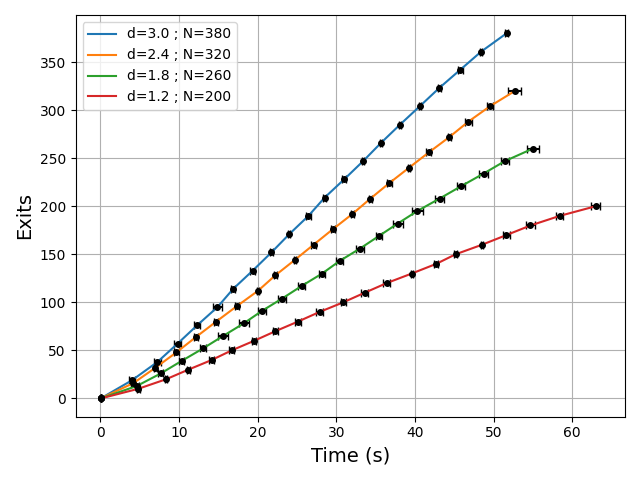 d=3.0 ; N=380
d=2.4 ; N=320
d=1.8 ; N=260
d=1.2 ; N=200
Exits
350
300
250
200
150
100
50
0
0 10 20 30 40 50 60
Time (s)